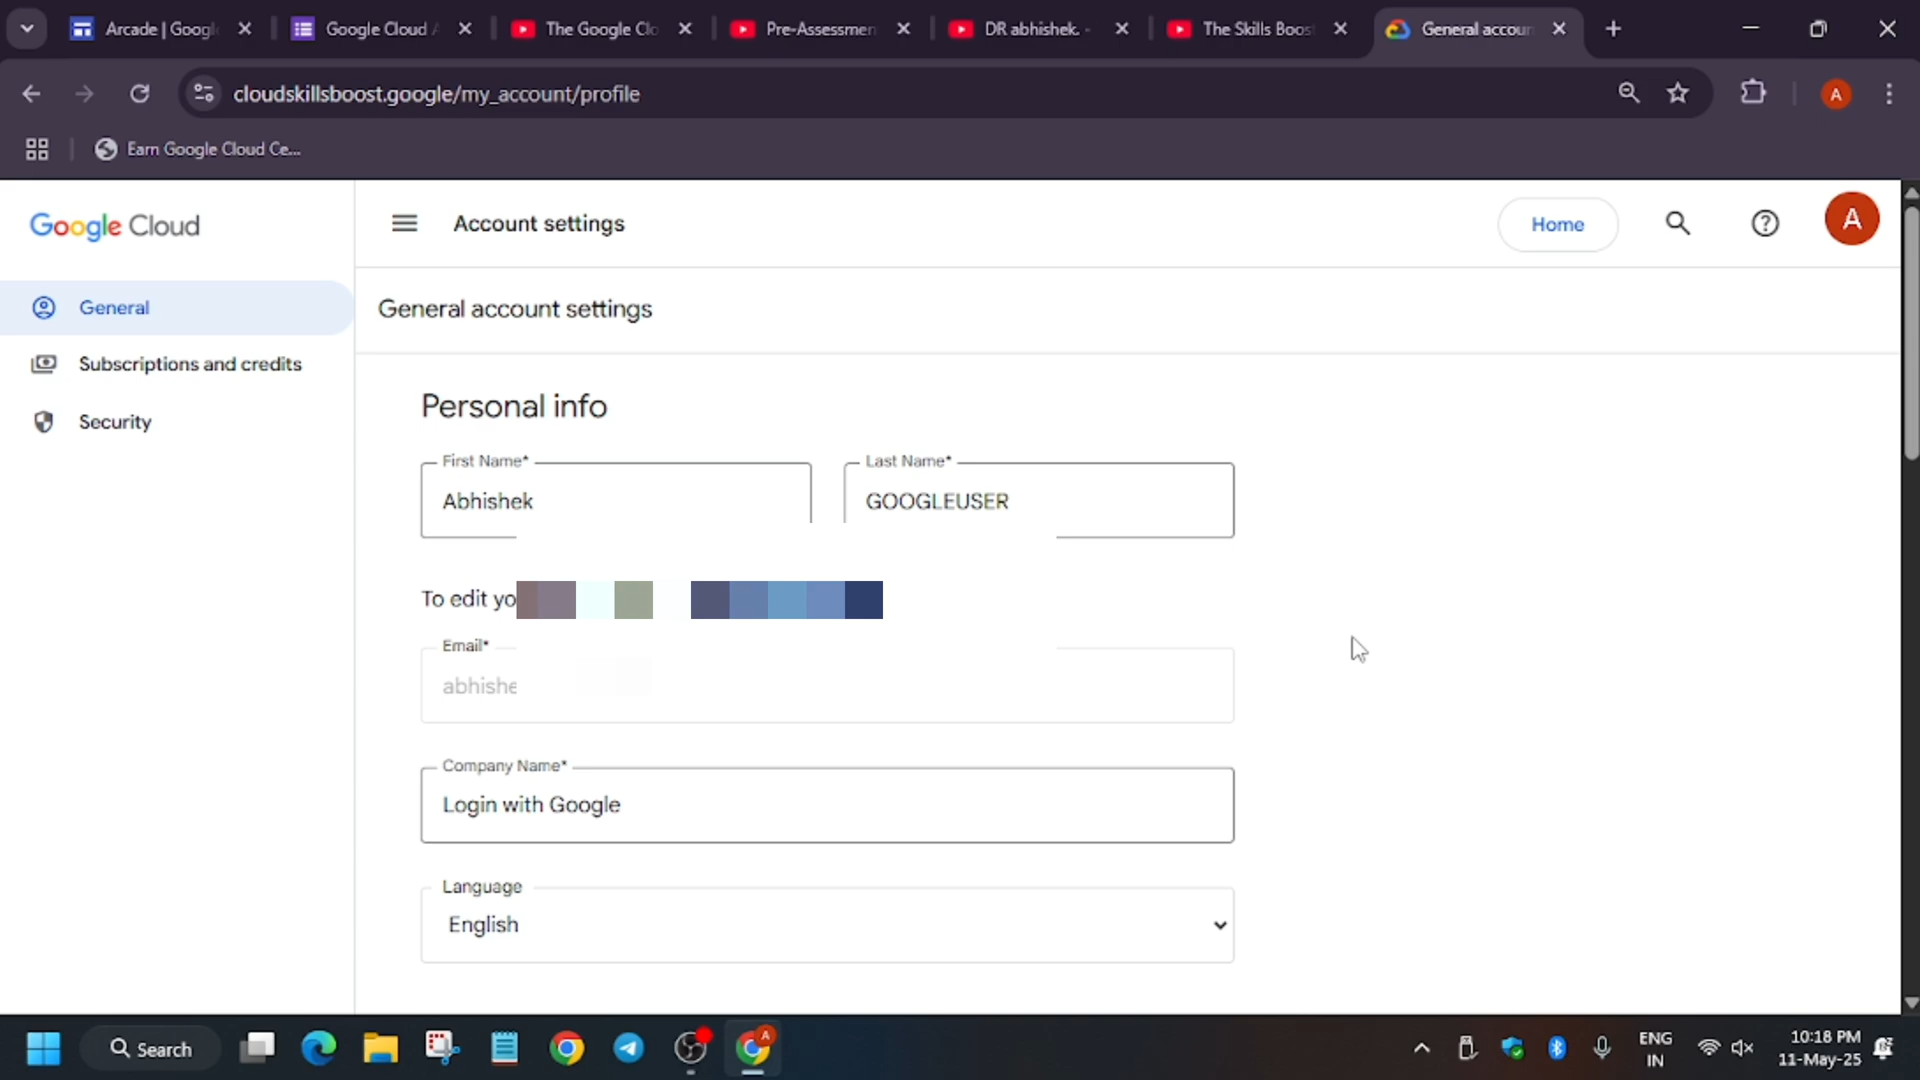 Arcade | Googl
Google Cloud A
The Google Clo
Pre-Assessmen
DR abhishek. -
The Skills Boos
General accoun
cloudskillsboost.google/my_account/profile
A
Earn Google Cloud Ce...
Google Cloud
Account settings
Home
A
General
General account settings
Subscriptions and credits
Security
Personal info
First Name*
Last Name*
Abhishek
GOOGLEUSER
To edit yo
Email*
abhishe
Company Name*
Login with Google
Language
English
Search
A
ENG
IN
10:18 PM
11-May-25